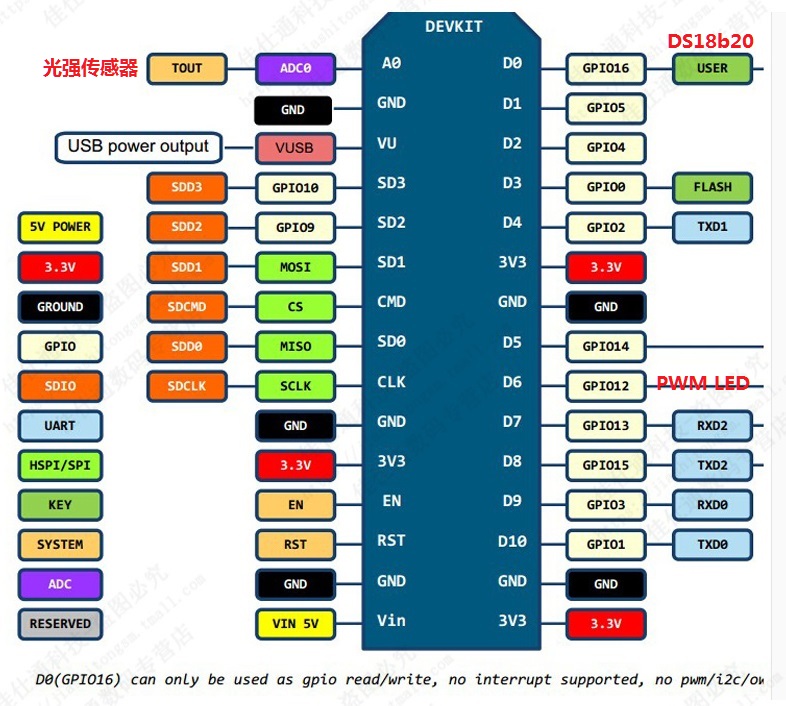 DEVKIT
DS18b20
光强传感器 TOUT ADC0 A0 D0 GPIO16 USER
GND GND D1 GPIO5
USB power output VUSB VU D2 GPIO4
SDD3 GPIO10 SD3 D3 GPIO0 FLASH
5V POWER SDD2 GPIO9 SD2 D4 GPIO2 TXD1
3.3V SDD1 MOSI SD1 3V3 3.3V
GROUND SDCMD CS CMD GND GND
GPIO SDD0 MISO SD0 D5 GPIO14
SDIO SDCLK SCLK CLK D6 GPIO12 PWM LED
UART GND GND D7 GPIO13 RXD2
HSPI/SPI 3.3V 3V3 D8 GPIO15 TXD2
KEY EN EN D9 GPIO3 RXD0
SYSTEM RST RST D10 GPIO1 TXD0
ADC GND GND GND GND
RESERVED VIN 5V Vin 3V3 3.3V
D0(GPIO16) can only be used as gpio read/write, no interrupt supported, no pwm/i2c/ow